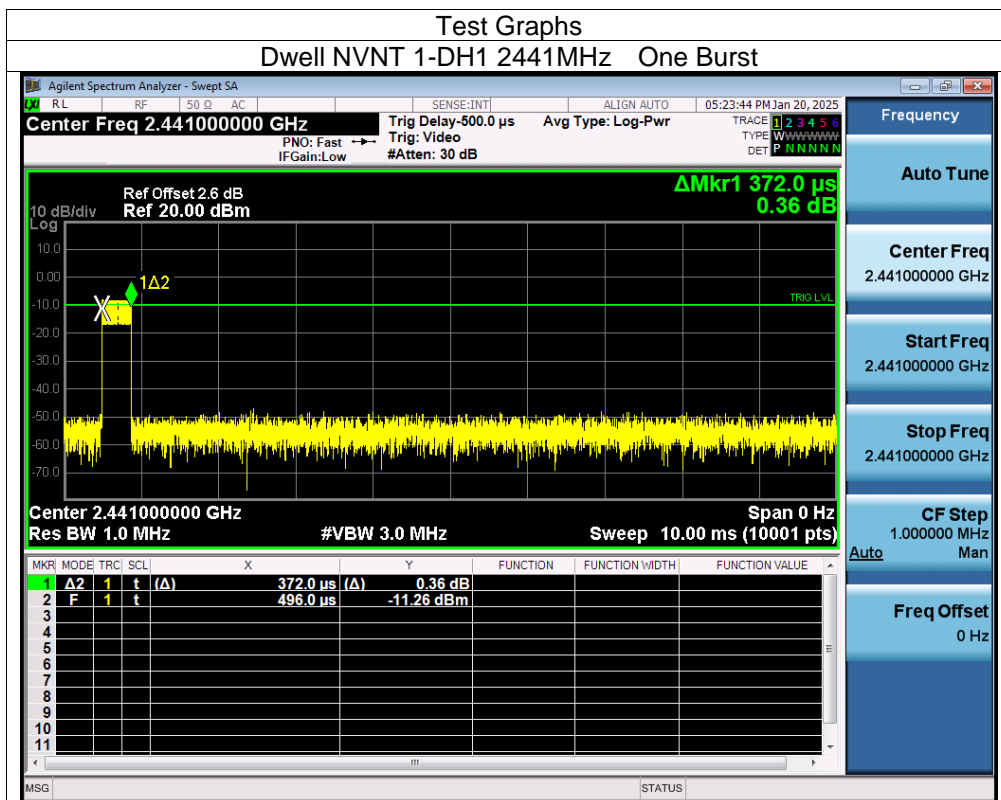 Test Graphs
Dwell NVNT 1-DH1 2441MHz One Burst
Agilent Spectrum Analyzer - Swept SA
LXI RL RF 50 Ω AC SENSE:INT ALIGN AUTO 05:23:44 PM Jan 20, 2025
Center Freq 2.441000000 GHz
PNO: Fast
IFGain:Low
Trig Delay-500.0 µs
Trig: Video
#Atten: 30 dB
Avg Type: Log-Pwr
TRACE 1 2 3 4 5 6
TYPE WWWWWWW
DET P N N N N N
ΔMkr1 372.0 µs
0.36 dB
Ref Offset 2.6 dB
10 dB/div Ref 20.00 dBm
Log
10.0
0.00
-10.0
-20.0
-30.0
-40.0
-50.0
-60.0
-70.0
1Δ2
TRIG LVL
Center 2.441000000 GHz Span 0 Hz
Res BW 1.0 MHz #VBW 3.0 MHz Sweep 10.00 ms (10001 pts)
MKR MODE TRC SCL X Y FUNCTION FUNCTION WIDTH FUNCTION VALUE
1 Δ2 1 t (Δ) 372.0 µs (Δ) 0.36 dB
2 F 1 t 496.0 µs -11.26 dBm
3
4
5
6
7
8
9
10
11
MSG STATUS
Frequency
Auto Tune
Center Freq
2.441000000 GHz
Start Freq
2.441000000 GHz
Stop Freq
2.441000000 GHz
CF Step
1.000000 MHz
Auto Man
Freq Offset
0 Hz